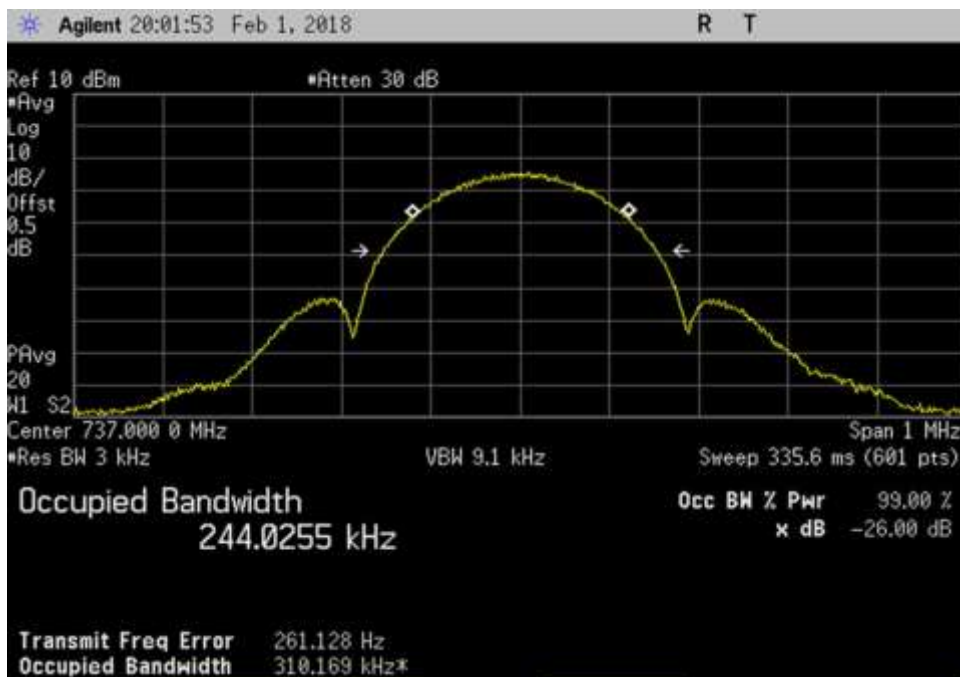 Agilent 20:01:53 Feb 1, 2018 R T
Ref 10 dBm #Atten 30 dB
#Avg
Log
10
dB/
Offst
0.5
dB
PAvg
20
W1 S2
Center 737.000 0 MHz Span 1 MHz
#Res BW 3 kHz VBW 9.1 kHz Sweep 335.6 ms (601 pts)
Occupied Bandwidth Occ BW % Pwr 99.00 %
244.0255 kHz x dB -26.00 dB
Transmit Freq Error 261.128 Hz
Occupied Bandwidth 310.169 kHz*